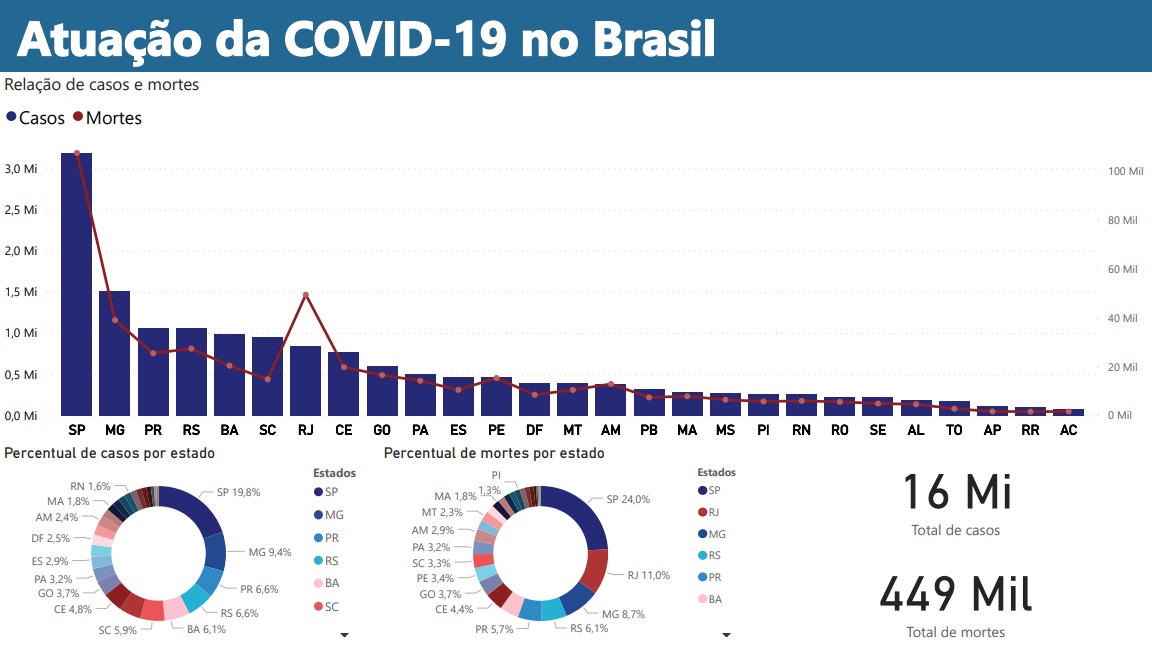 Atuação da COVID-19 no Brasil
Relação de casos e mortes
Casos Mortes
3,0 Mi
2,5 Mi
2,0 Mi
1,5 Mi
1,0 Mi
0,5 Mi
0,0 Mi
100 Mil
80 Mil
60 Mil
40 Mil
20 Mil
0 Mil
SP MG PR RS BA SC RJ CE GO PA ES PE DF MT AM PB MA MS PI RN RO SE AL TO AP RR AC
Percentual de casos por estado
RN 1,6%
MA 1,8%
AM 2,4%
DF 2,5%
ES 2,9%
PA 3,2%
GO 3,7%
CE 4,8%
SC 5,9%
BA 6,1%
RS 6,6%
PR 6,6%
MG 9,4%
SP 19,8%
Estados
SP
MG
PR
RS
BA
SC
Percentual de mortes por estado
PI
1,3%
MA 1,8%
MT 2,3%
AM 2,9%
PA 3,2%
SC 3,3%
PE 3,4%
GO 3,7%
CE 4,4%
PR 5,7%
RS 6,1%
MG 8,7%
RJ 11,0%
SP 24,0%
Estados
SP
RJ
MG
RS
PR
BA
16 Mi
Total de casos
449 Mil
Total de mortes